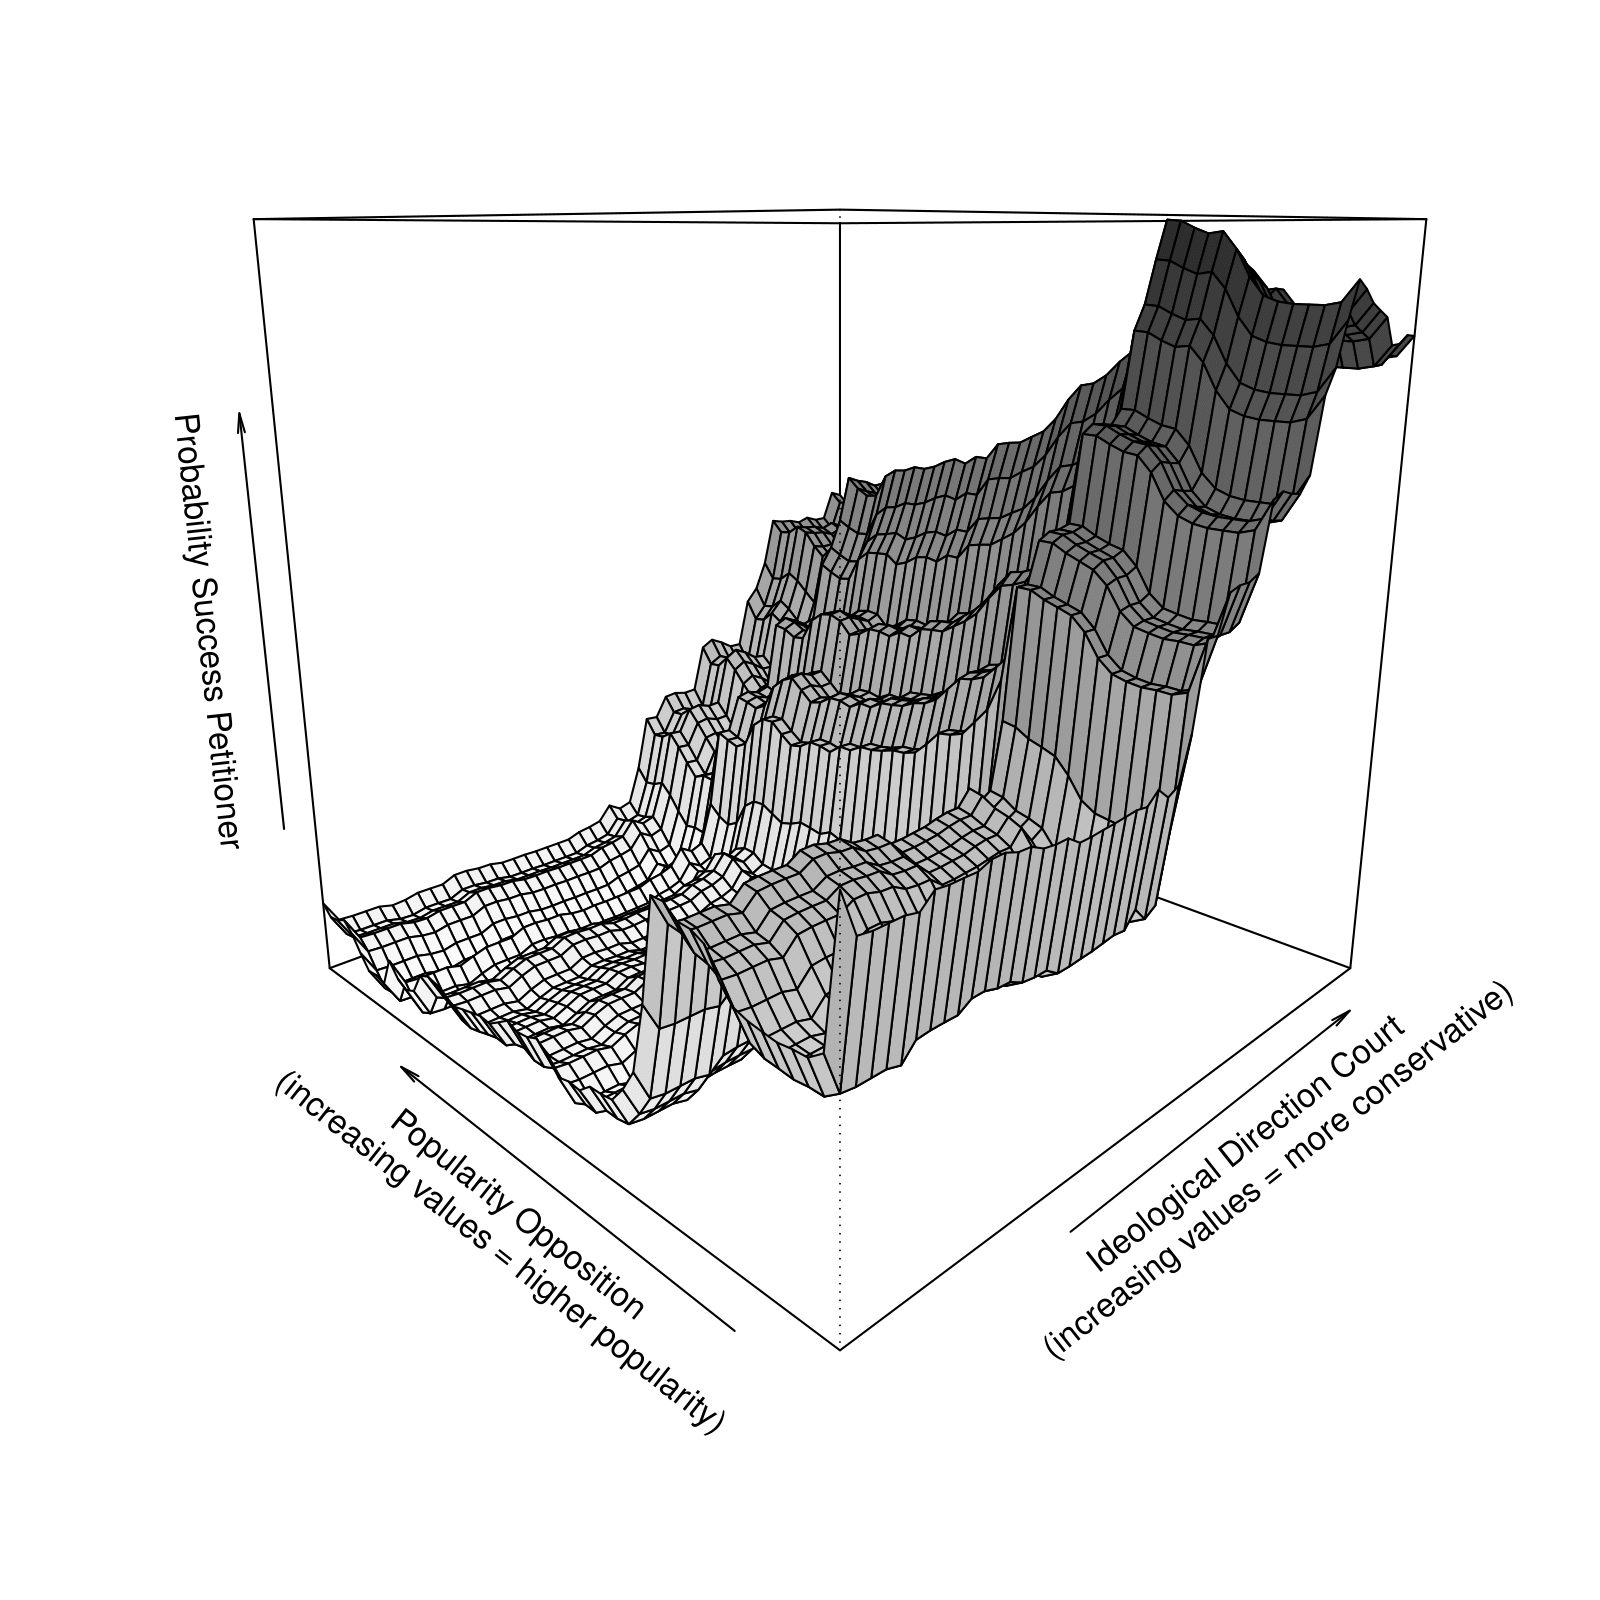 Probability Success Petitioner
Popularity Opposition
(increasing values = higher popularity)
Ideological Direction Court
(increasing values = more conservative)